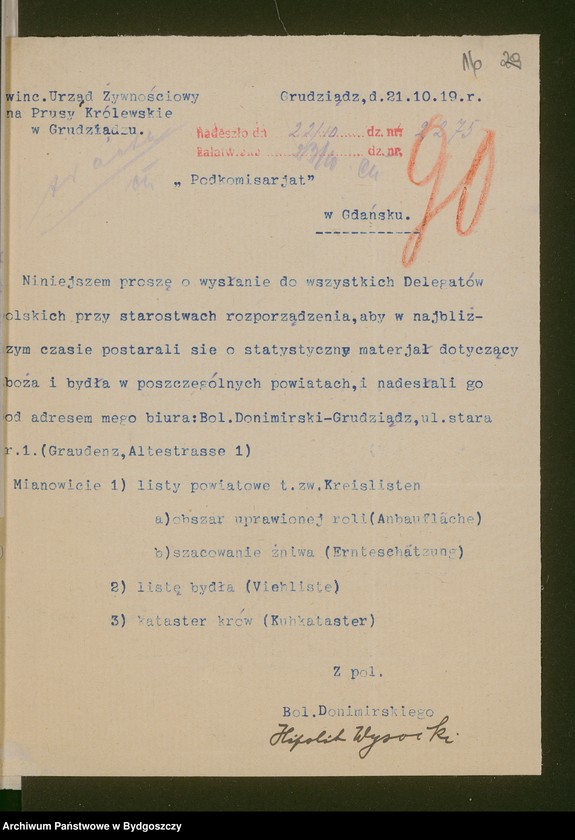 16 28
winc.Urząd Żywnościowy Grudziądz,d.21.10.19.r.
na Prusy Królewskie
w Grudziądzu.
Nadeszło dn 22/10 dz. nr. 2275
Załatwiono dz. nr.
90
„ Podkomisarjat"
w Gdańsku.
Niniejszem proszę o wysłanie do wszystkich Delegatów
olskich przy starostwach rozporządzenia,aby w najbliż-
zym czasie postarali sie o statystyczny materjał dotyczący
boża i bydła w poszczególnych powiatach,i nadesłali go
od adresem mego biura:Bol.Donimirski-Grudziądz,ul.stara
r.1.(Graudenz,Altestrasse 1)
Mianowicie 1) listy powiatowe t.zw.Kreislisten
a)obszar uprawionej roli(Anbaufläche)
b)szacowanie żniwa (Ernteschätzung)
2) listę bydła (Viehliste)
3) kataster krów (Kuhkataster)
Z pol.
Bol.Donimirskiego
Hipolit Wysocki.
Archiwum Państwowe w Bydgoszczy